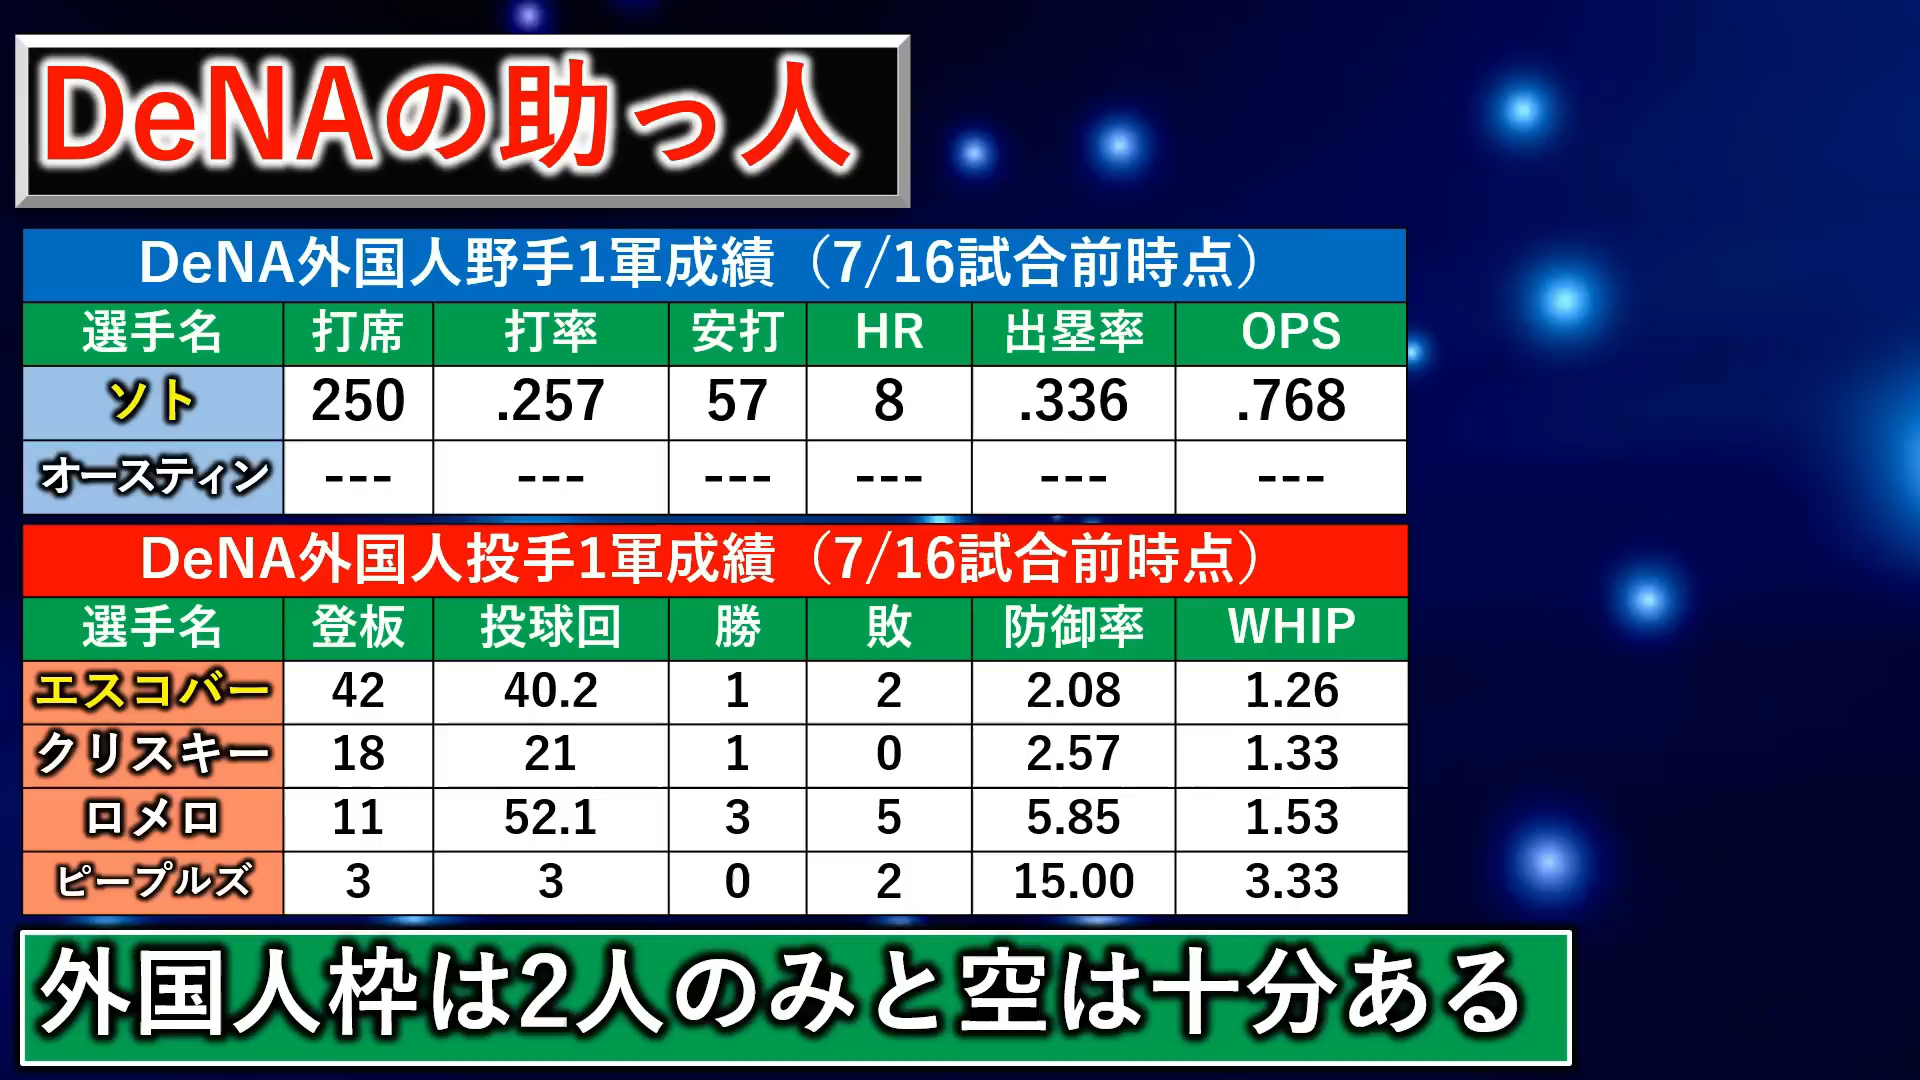 DeNAの助っ人
DeNA外国人野手1軍成績（7/16試合前時点）
選手名 打席 打率 安打 HR 出塁率 OPS
ソト 250 .257 57 8 .336 .768
オースティン --- --- --- --- --- ---
DeNA外国人投手1軍成績（7/16試合前時点）
選手名 登板 投球回 勝 敗 防御率 WHIP
エスコバー 42 40.2 1 2 2.08 1.26
クリスキー 18 21 1 0 2.57 1.33
ロメロ 11 52.1 3 5 5.85 1.53
ピープルズ 3 3 0 2 15.00 3.33
外国人枠は2人のみと空は十分ある